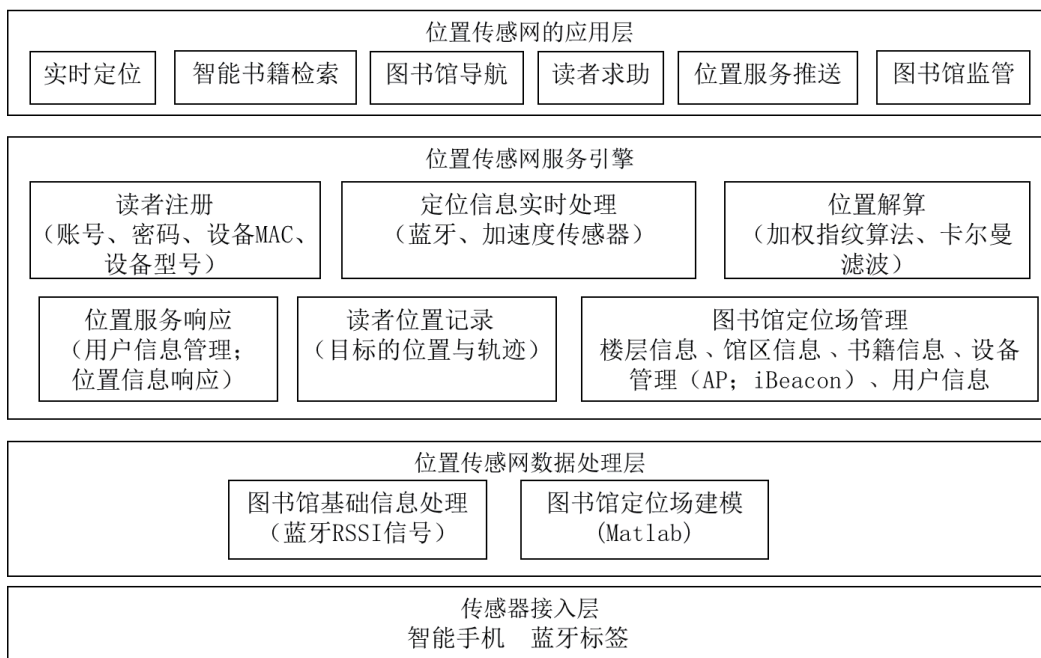 位置传感网的应用层
实时定位
智能书籍检索
图书馆导航
读者求助
位置服务推送
图书馆监管
位置传感网服务引擎
读者注册
（账号、密码、设备MAC、
设备型号）
定位信息实时处理
（蓝牙、加速度传感器）
位置解算
（加权指纹算法、卡尔曼
滤波）
位置服务响应
（用户信息管理；
位置信息响应）
读者位置记录
（目标的位置与轨迹）
图书馆定位场管理
楼层信息、馆区信息、书籍信息、设备
管理（AP；iBeacon）、用户信息
位置传感网数据处理层
图书馆基础信息处理
（蓝牙RSSI信号）
图书馆定位场建模
(Matlab)
传感器接入层
智能手机　蓝牙标签